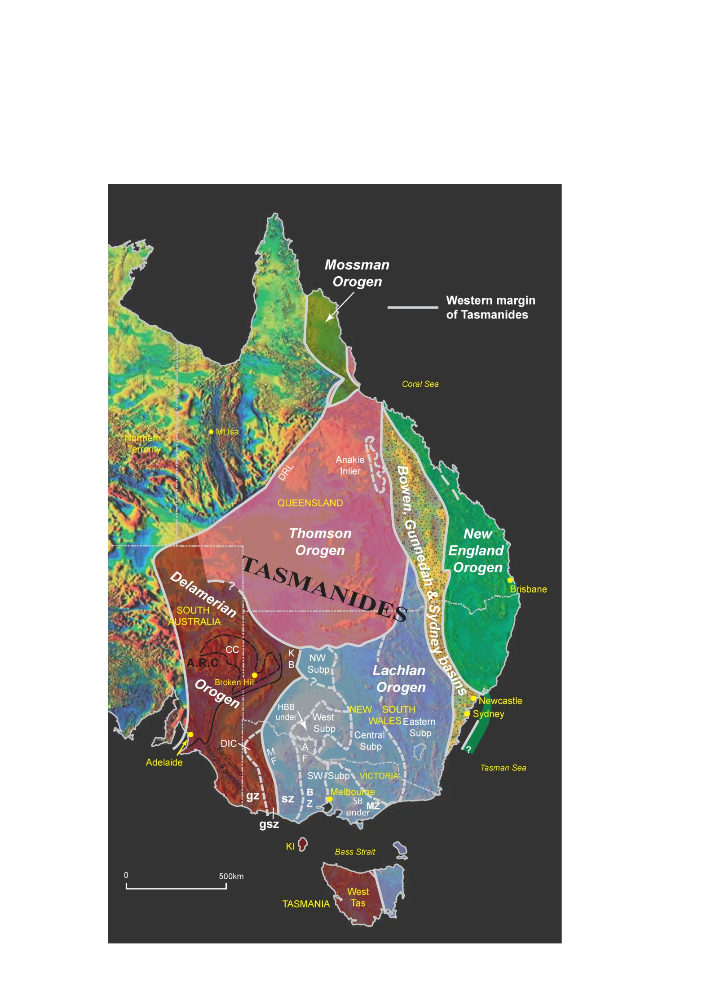 Mossman
Orogen
Western margin
of Tasmanides
Coral Sea
Mt Isa
Northern
Terrority
Anakie
Inlier
DRL
QUEENSLAND
Bowen, Gunnedah & Sydney basins
Thomson
Orogen
New
England
Orogen
TASMANIDES
Delamerian
Orogen
?
Brisbane
SOUTH
AUSTRALIA
CC
A.R.C
K
B
NW
Subp
?
Broken Hill
Lachlan
Orogen
Newcastle
Sydney
HBB
under
West
Subp
NEW SOUTH
WALES
Eastern
Subp
Central
Subp
DIC
A
F
M
F
?
Adelaide
Kanmantoo
Trough & granites
Tasman Sea
SW Subp
VICTORIA
gz
sz
B
Z
Melbourne
SB
under
MZ
gsz
KI
Bass Strait
0
500km
West
Tas
TASMANIA